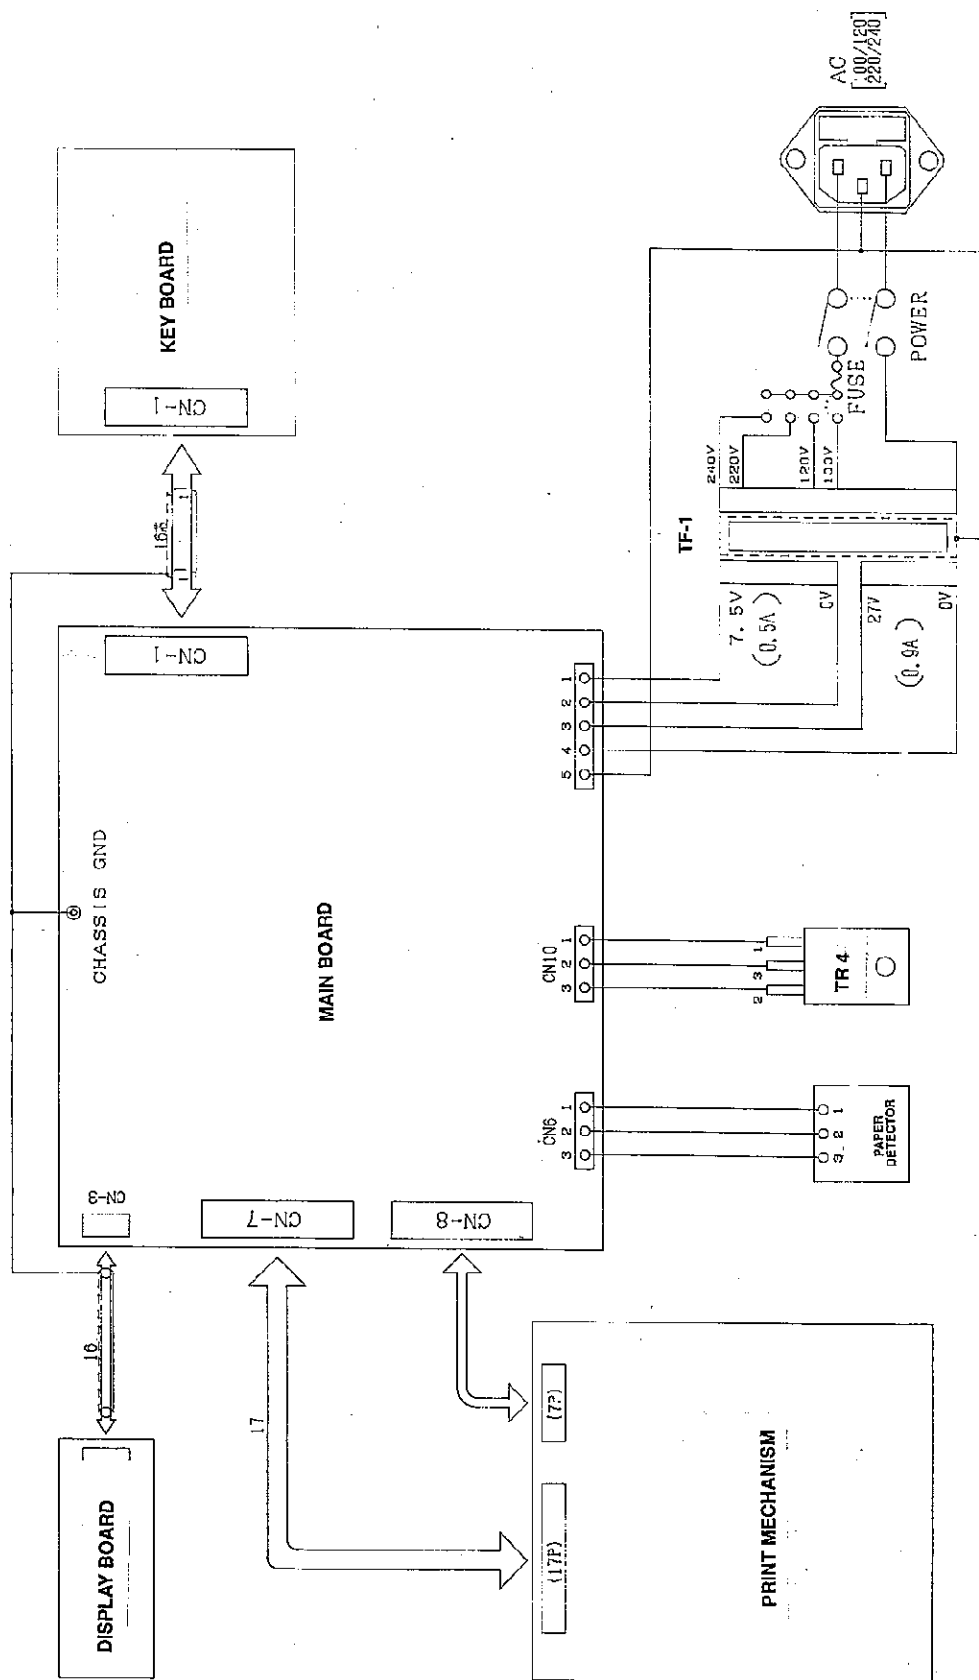 DISPLAY BOARD
16
CN-3
CHASSIS GND
16
KEY BOARD
CN-1
CN-1
17
CN-7
CN-8
MAIN BOARD
(17P)
(7P)
PRINT MECHANISM
CN6
3 2 1
3 2 1
PAPER
DETECTOR
CN10
3 2 1
2 3 1
TR 4
5 4 3 2 1
TF-1
7.5V
(0.5A)
0V
27V
(0.9A)
0V
240V
220V
120V
100V
FUSE
POWER
AC
100/120
220/240